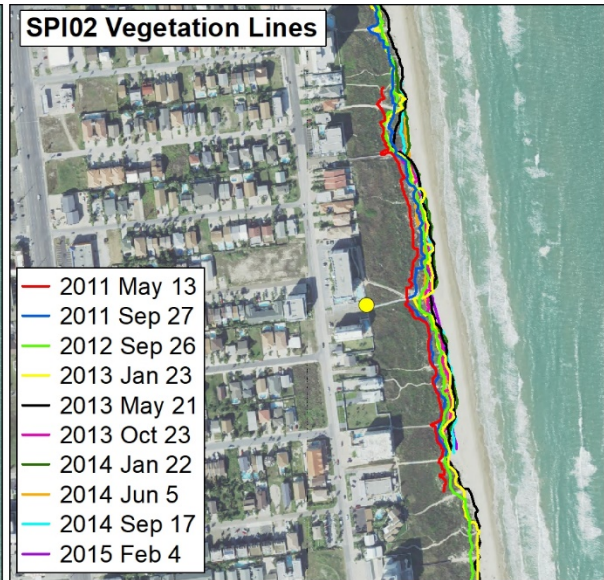 SPI02 Vegetation Lines
2011 May 13
2011 Sep 27
2012 Sep 26
2013 Jan 23
2013 May 21
2013 Oct 23
2014 Jan 22
2014 Jun 5
2014 Sep 17
2015 Feb 4